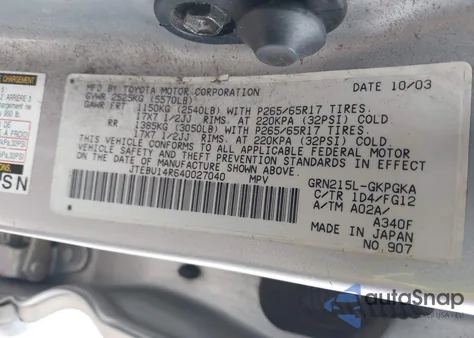 CHARGEMENT
ARRIERE 3
MFD BY: TOYOTA MOTOR CORPORATION DATE 10/03
GVWR 2525KG (5570LB)
GAWR FRT 1150KG (2540LB) WITH P265/65R17 TIRES.
17X7 1/2JJ RIMS. AT 220KPA (32PSI) COLD
RR 1385KG (3050LB) WITH P265/65R17 TIRES.
17X7 1/2JJ RIMS. AT 220KPA (32PSI) COLD
THIS VEHICLE CONFORMS TO ALL APPLICABLE FEDERAL MOTOR
VEHICLE SAFETY AND THEFT PREVENTION STANDARDS IN EFFECT
ON THE DATE OF MANUFACTURE SHOWN ABOVE.
JTEBU14R640027040 MPV
GRN215L-GKPGKA
C/TR 1D4/FG12
A/TM A02A/
A340F
MADE IN JAPAN
NO. 907
S N
autoSnap